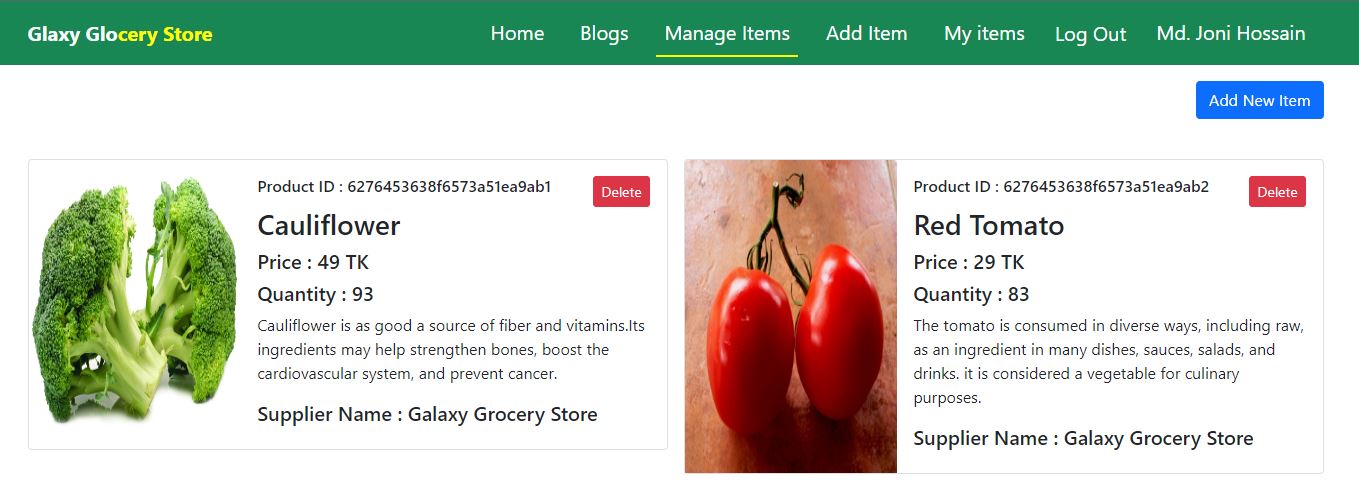 Glaxy Glocery Store
Home Blogs Manage Items Add Item My items Log Out Md. Joni Hossain
Add New Item
Product ID : 6276453638f6573a51ea9ab1
Delete
Cauliflower
Price : 49 TK
Quantity : 93
Cauliflower is as good a source of fiber and vitamins.Its
ingredients may help strengthen bones, boost the
cardiovascular system, and prevent cancer.
Supplier Name : Galaxy Grocery Store
Product ID : 6276453638f6573a51ea9ab2
Delete
Red Tomato
Price : 29 TK
Quantity : 83
The tomato is consumed in diverse ways, including raw,
as an ingredient in many dishes, sauces, salads, and
drinks. it is considered a vegetable for culinary
purposes.
Supplier Name : Galaxy Grocery Store